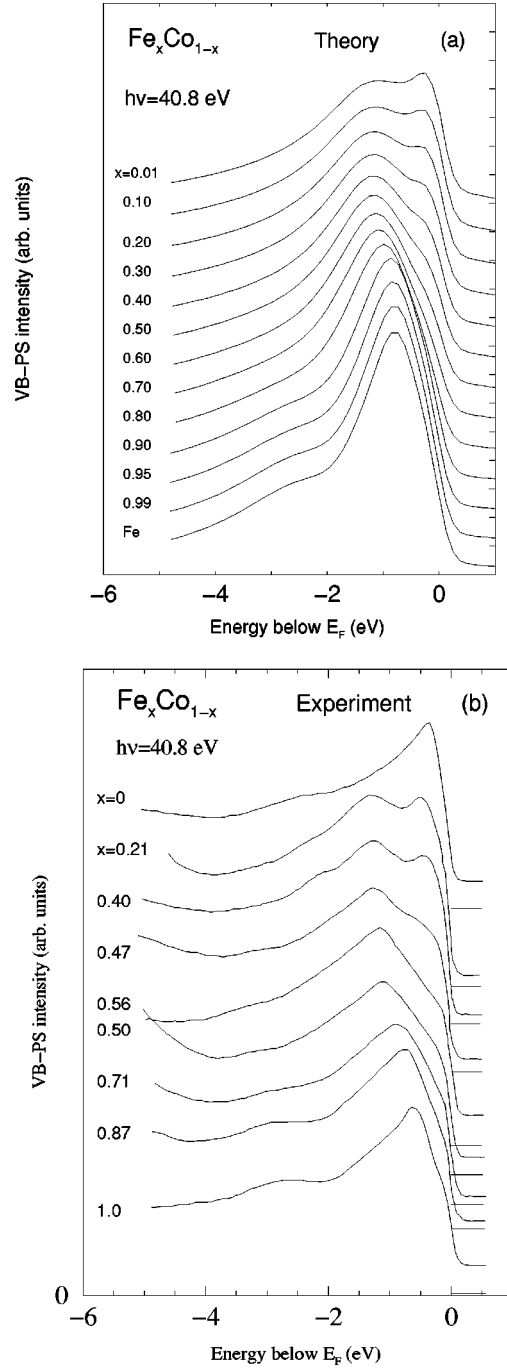 FeₓCo₁₋ₓ Theory (a)
hν=40.8 eV
x=0.01
0.10
0.20
0.30
0.40
0.50
0.60
0.70
0.80
0.90
0.95
0.99
Fe
VB−PS intensity (arb. units)
−6 −4 −2 0
Energy below E_F (eV)
FeₓCo₁₋ₓ Experiment (b)
hν=40.8 eV
x=0
x=0.21
0.40
0.47
0.56
0.50
0.71
0.87
1.0
VB−PS intensity (arb. units)
0
−6 −4 −2 0
Energy below E_F (eV)